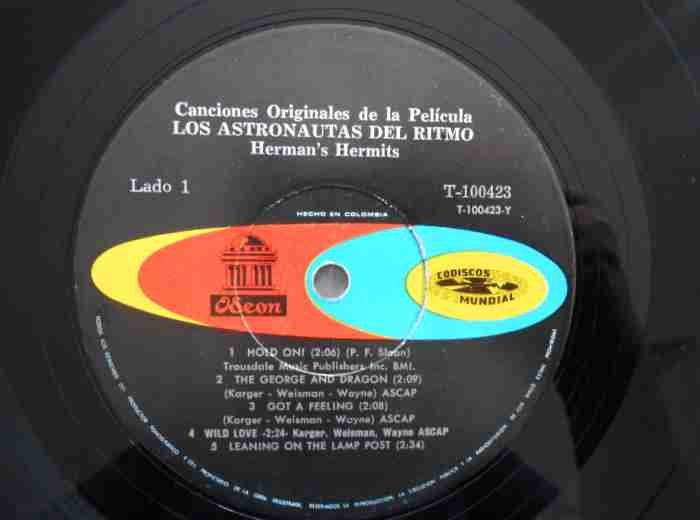 Canciones Originales de la Película
LOS ASTRONAUTAS DEL RITMO
Herman's Hermits
Lado 1
T-100423
T-100423-Y
HECHO EN COLOMBIA
Odeon
CODISCOS
MUNDIAL
1 HOLD ON! (2:06) (P. F. Sloan)
Trousdale Music Publishers Inc. BMI.
2 THE GEORGE AND DRAGON (2:09)
(Karger - Weisman - Wayne) ASCAP
3 GOT A FEELING (2:08)
(Karger - Weisman - Wayne) ASCAP
4 WILD LOVE -2:24- Karger, Weisman, Wayne ASCAP
5 LEANING ON THE LAMP POST (2:34)